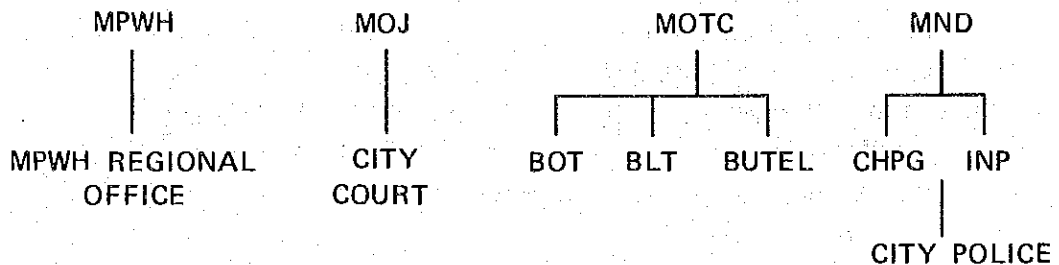 MPWH MOJ MOTC MND
MPWH REGIONAL OFFICE CITY COURT BOT BLT BUTEL CHPG INP
CITY POLICE